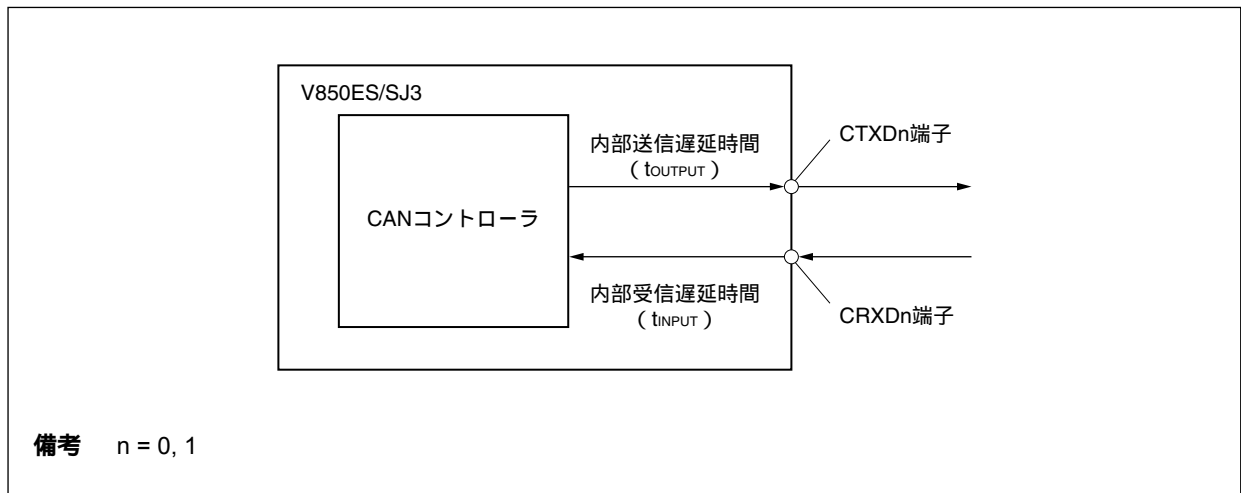 V850ES/SJ3
内部送信遅延時間
（tOUTPUT）
CTXDn端子
CANコントローラ
内部受信遅延時間
（tINPUT）
CRXDn端子
備考 n = 0, 1